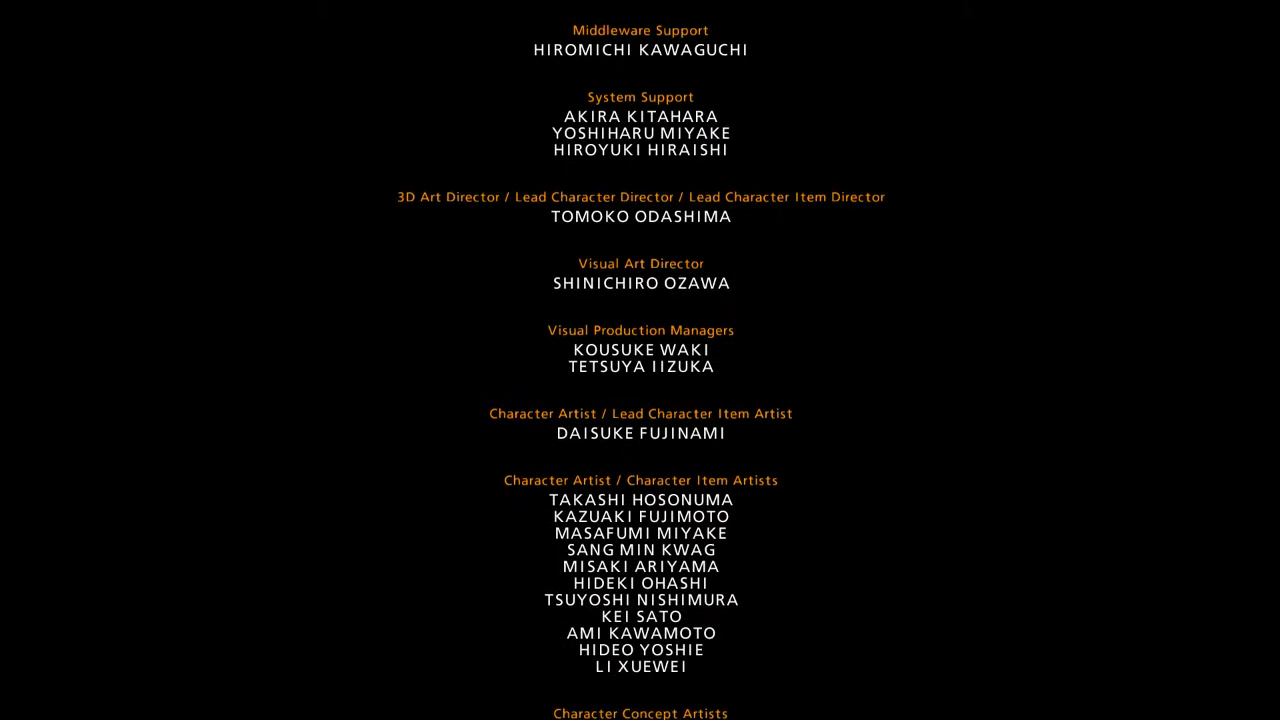 Middleware Support
HIROMICHI KAWAGUCHI
System Support
AKIRA KITAHARA
YOSHIHARU MIYAKE
HIROYUKI HIRAISHI
3D Art Director / Lead Character Director / Lead Character Item Director
TOMOKO ODASHIMA
Visual Art Director
SHINICHIRO OZAWA
Visual Production Managers
KOUSUKE WAKI
TETSUYA IIZUKA
Character Artist / Lead Character Item Artist
DAISUKE FUJINAMI
Character Artist / Character Item Artists
TAKASHI HOSONUMA
KAZUAKI FUJIMOTO
MASAFUMI MIYAKE
SANG MIN KWAG
MISAKI ARIYAMA
HIDEKI OHASHI
TSUYOSHI NISHIMURA
KEI SATO
AMI KAWAMOTO
HIDEO YOSHIE
LI XUEWEI
Character Concept Artists